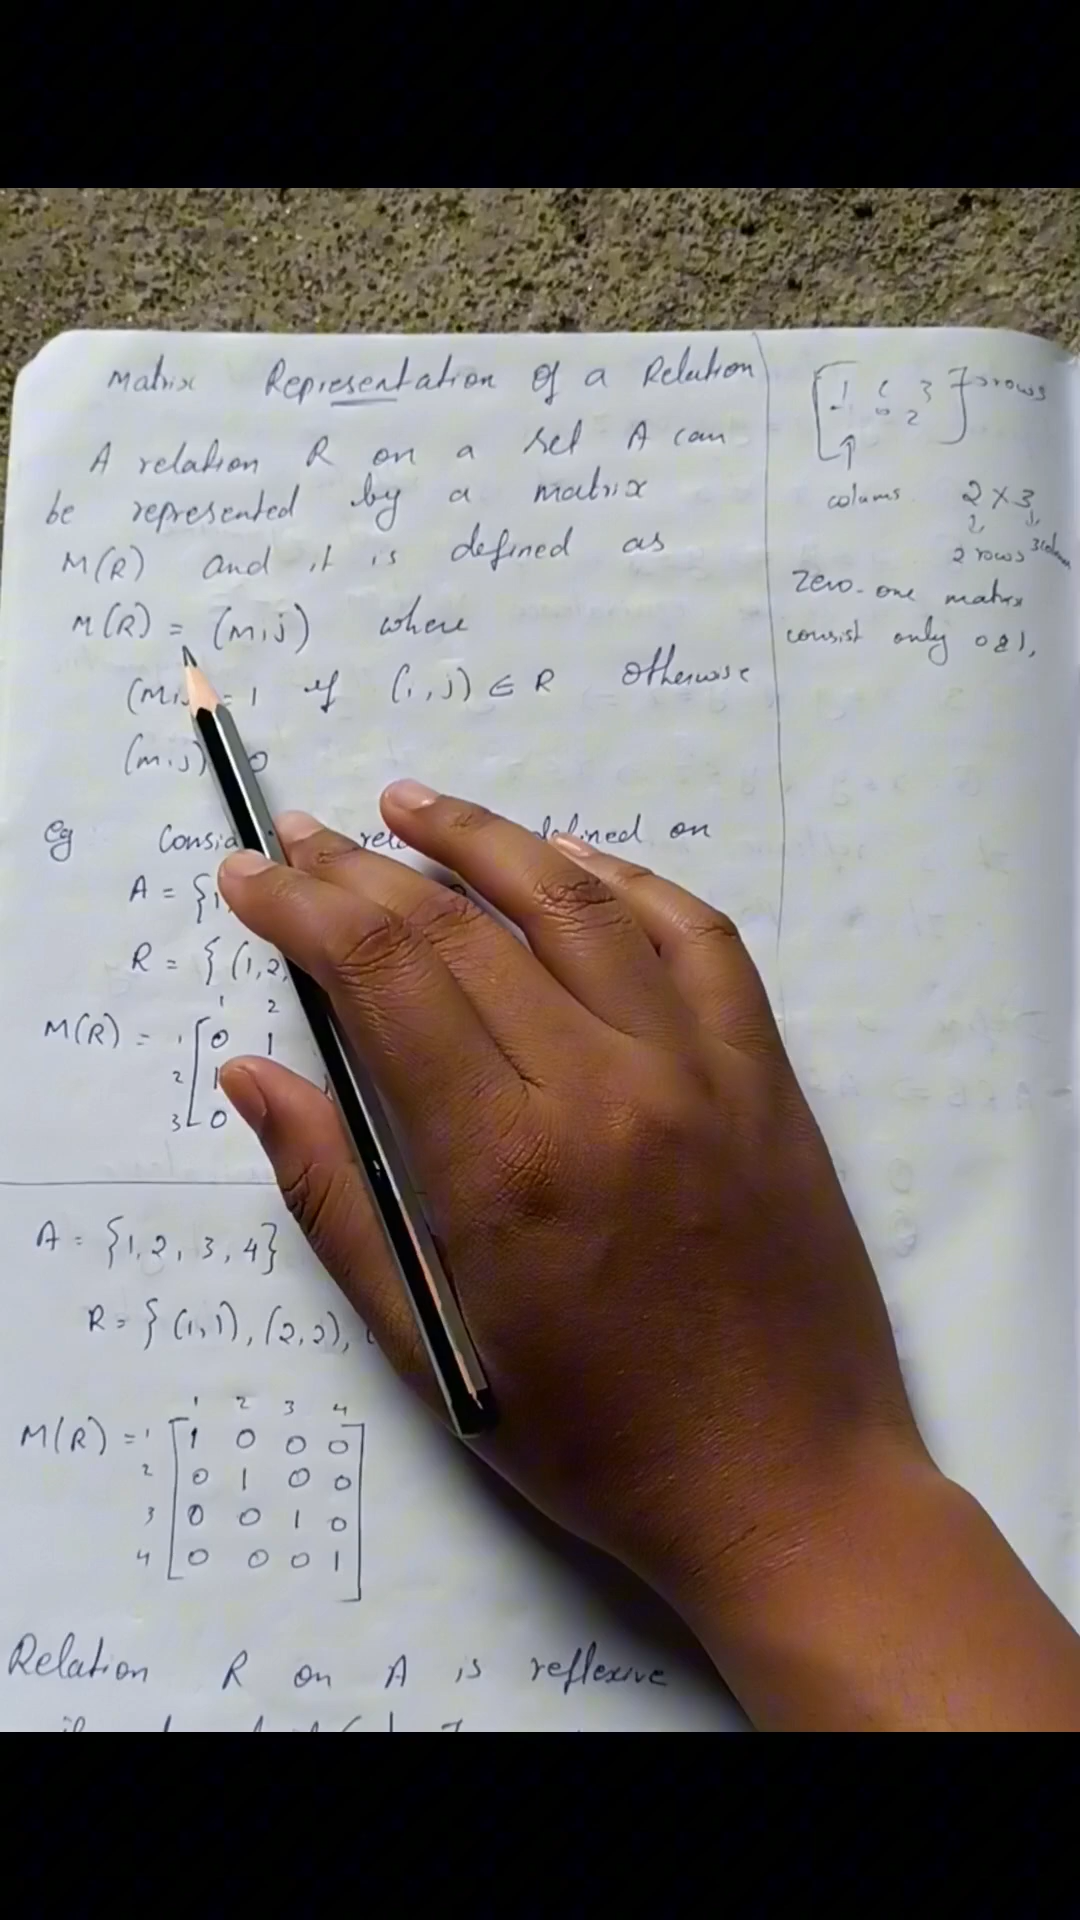 Matrix Representation of a Relation
A relation R on a set A can
be represented by a matrix
M(R) and it is defined as
M(R) = (mij) where
= 1 if (i,j) ∈ R otherwise
(mij) 0
eg relation defined on
A = {1,
R = {(1,2,
1 2
M(R) = 1 0 1
2 1
3 0
A = {1, 2, 3, 4}
R = { (1,1), (2,2),
1 2 3 4
M(R) = 1 1 0 0 0
2 0 1 0 0
3 0 0 1 0
4 0 0 0 1
Relation R on A is reflexive
rows
colums 2 × 3
2 rows
Zero-one matrix
consist only 0 & 1,